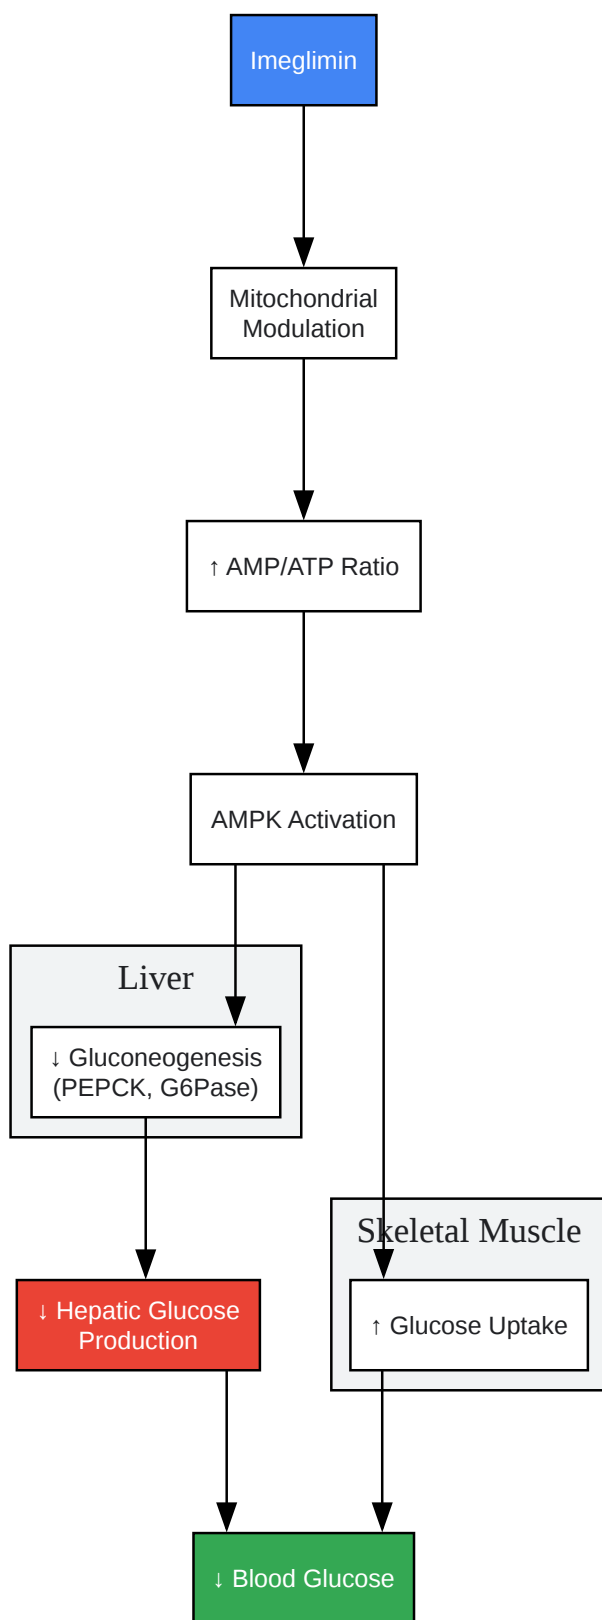 Imeglimin
Mitochondrial
Modulation
↑ AMP/ATP Ratio
AMPK Activation
Liver
↓ Gluconeogenesis
(PEPCK, G6Pase)
Skeletal Muscle
↓ Hepatic Glucose
Production
↑ Glucose Uptake
↓ Blood Glucose